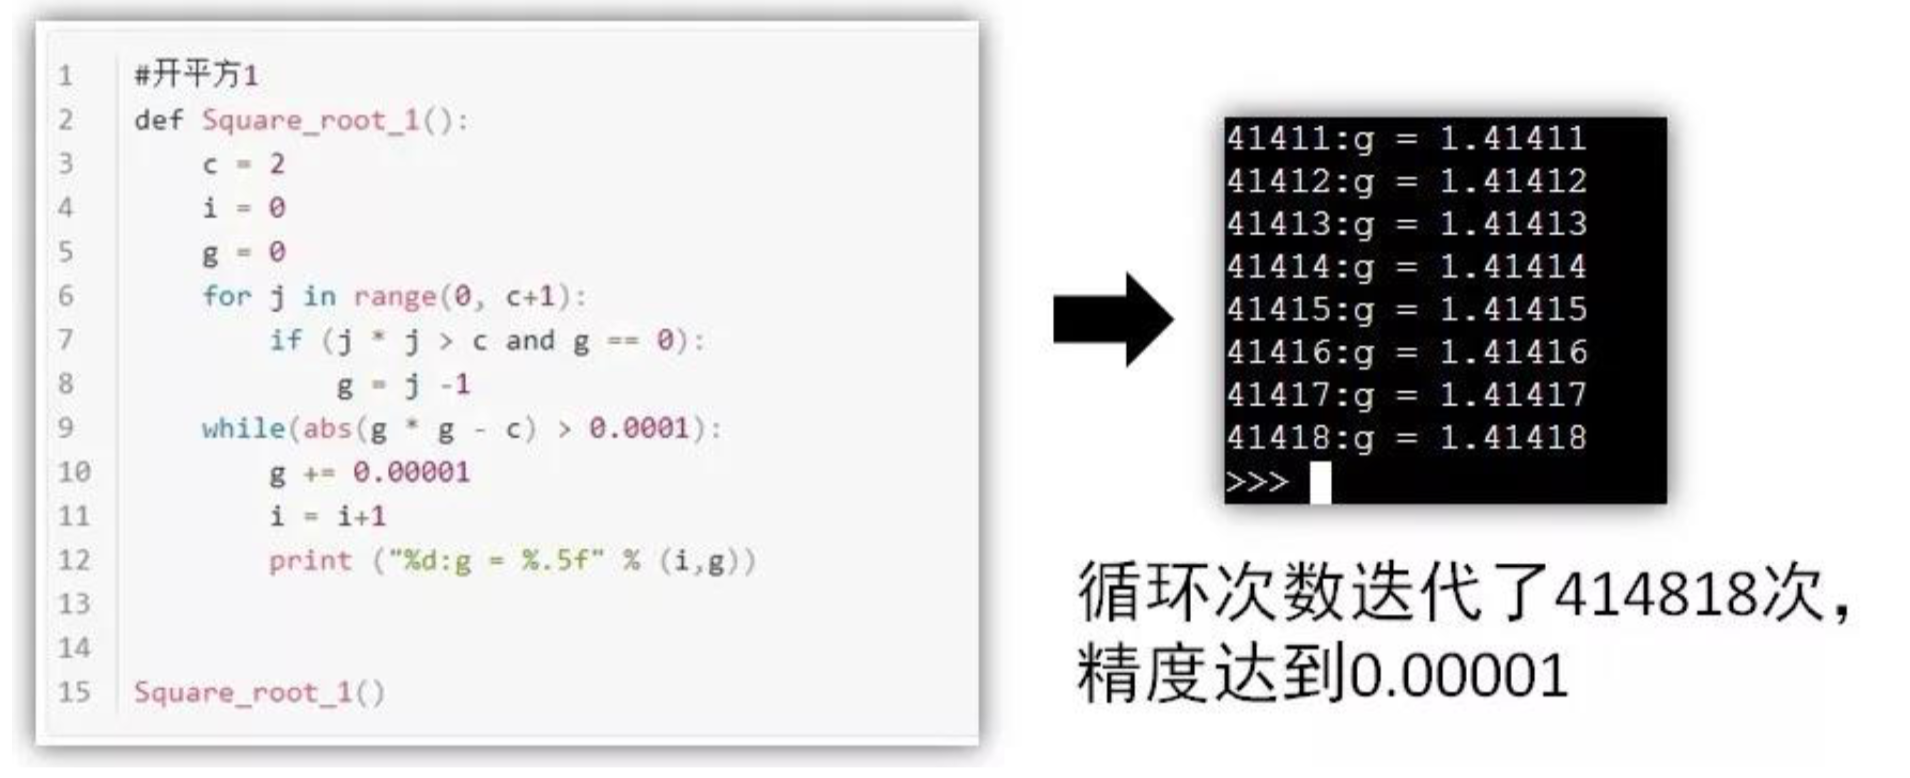 1 #开平方1
2 def Square_root_1():
3 c = 2
4 i = 0
5 g = 0
6 for j in range(0, c+1):
7 if (j * j > c and g == 0):
8 g = j -1
9 while(abs(g * g - c) > 0.0001):
10 g += 0.00001
11 i = i+1
12 print ("%d:g = %.5f" % (i,g))
13
14
15 Square_root_1()
41411:g = 1.41411
41412:g = 1.41412
41413:g = 1.41413
41414:g = 1.41414
41415:g = 1.41415
41416:g = 1.41416
41417:g = 1.41417
41418:g = 1.41418
>>>
循环次数迭代了414818次，
精度达到0.00001